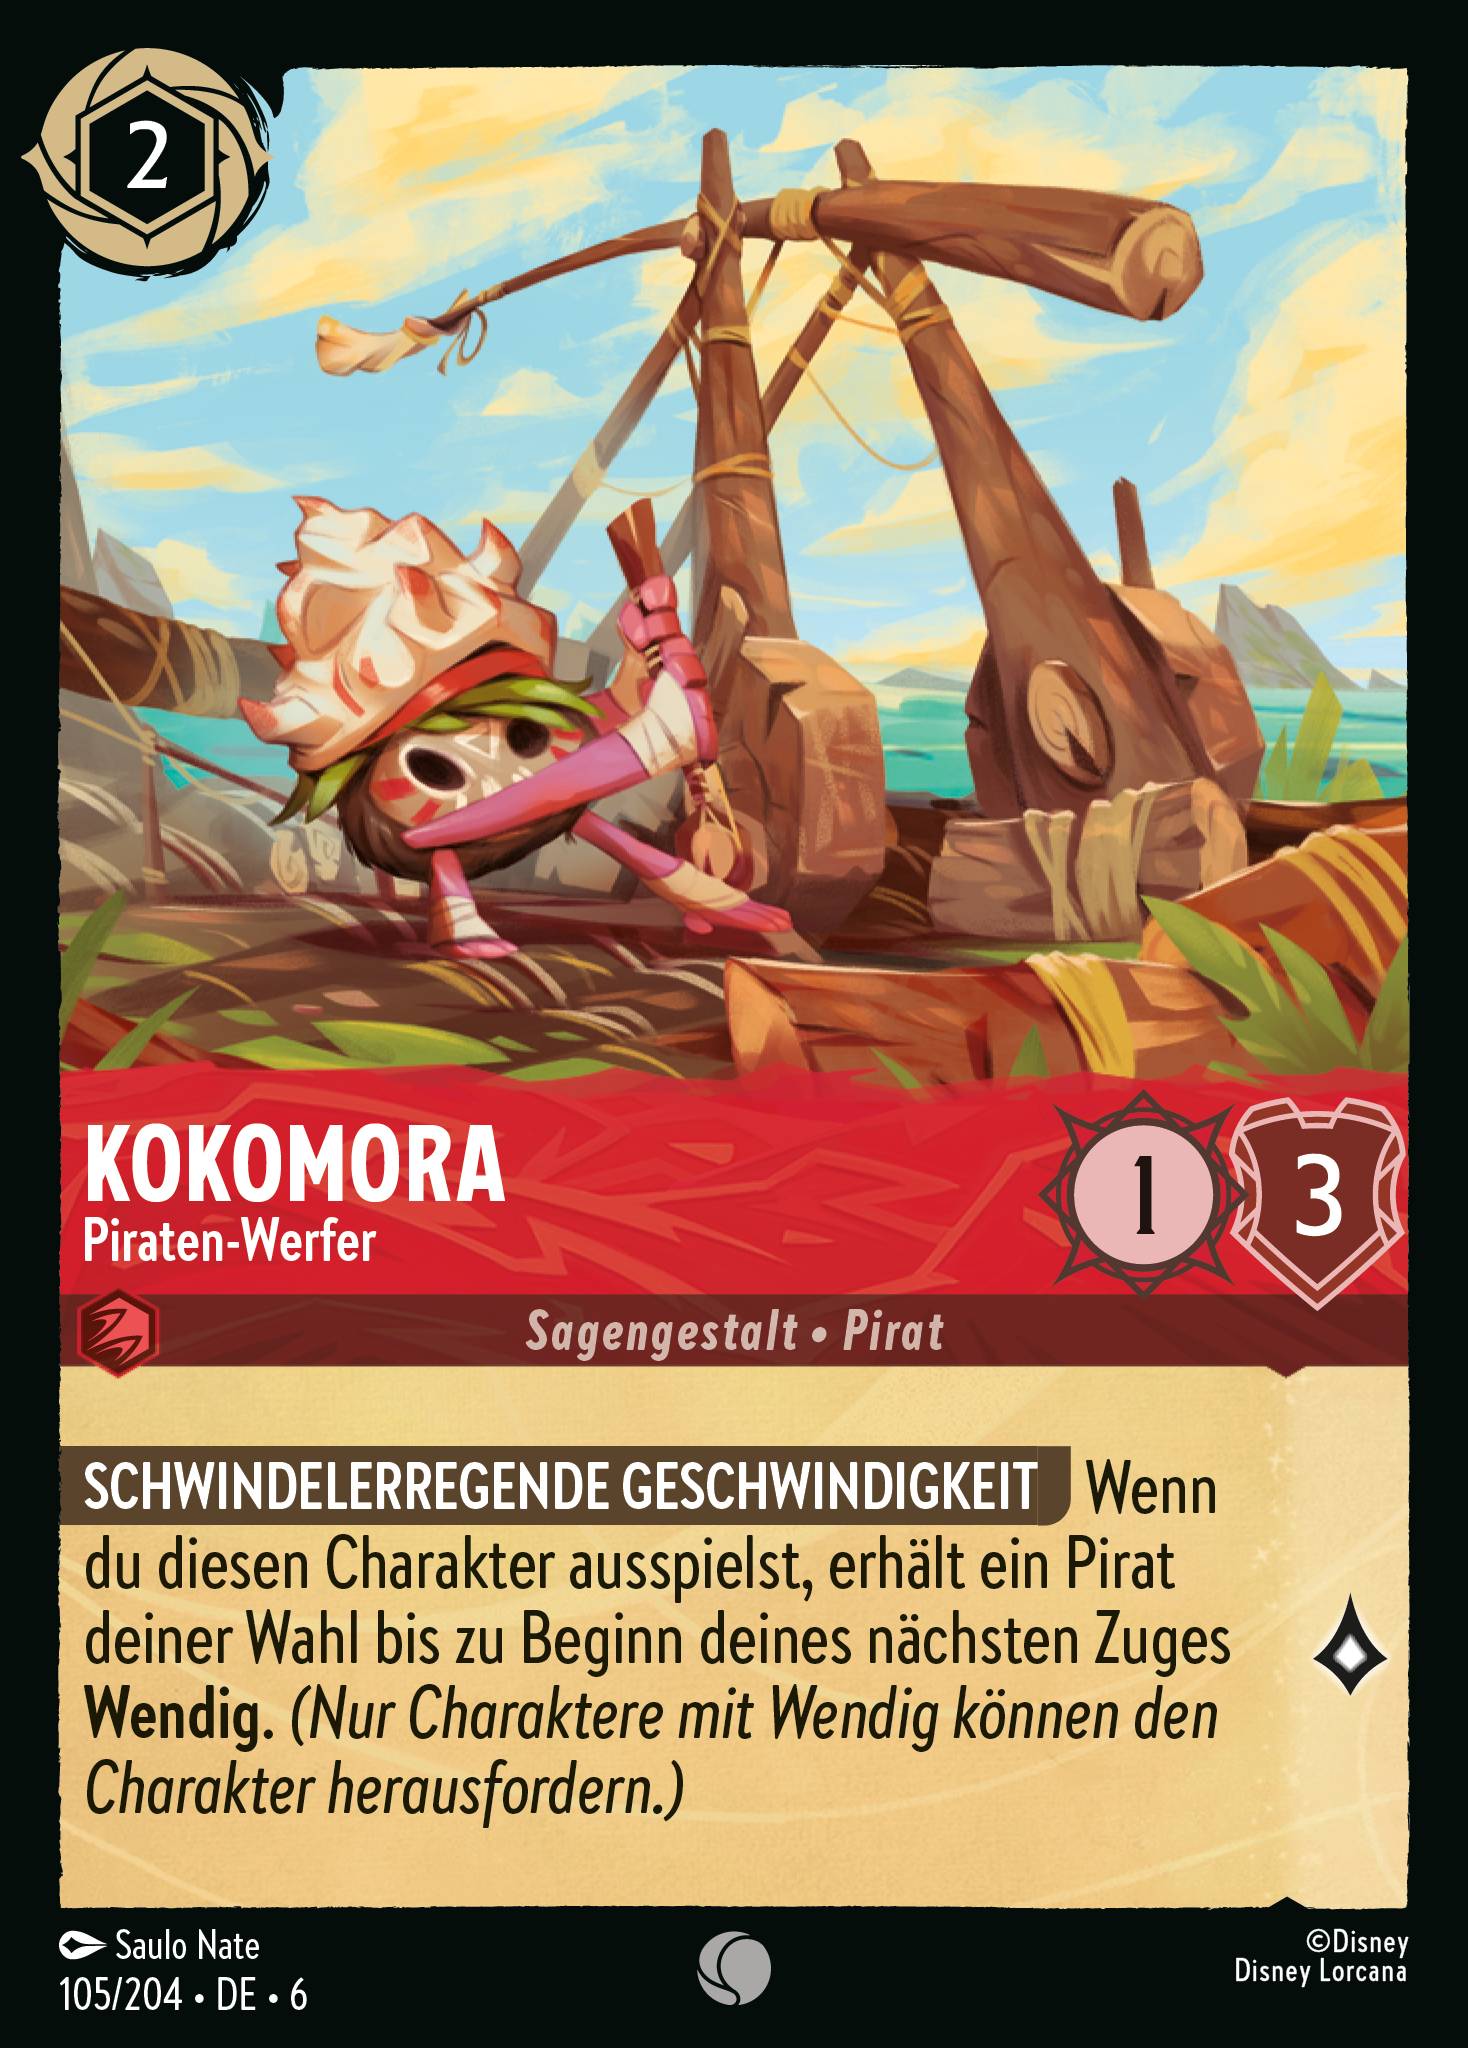 2
KOKOMORA
Piraten-Werfer
1
3
Sagengestalt • Pirat
SCHWINDELERREGENDE GESCHWINDIGKEIT Wenn
du diesen Charakter ausspielst, erhält ein Pirat
deiner Wahl bis zu Beginn deines nächsten Zuges
Wendig. (Nur Charaktere mit Wendig können den
Charakter herausfordern.)
Saulo Nate
105/204 • DE • 6
©Disney
Disney Lorcana